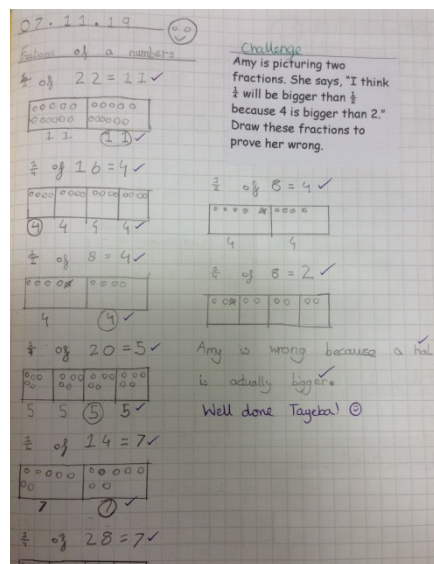 07.11.19
of a numbers
1/2 of 22 = 11
11 11
1/4 of 16 = 4
4 4 4 4
1/2 of 8 = 4
4 4
1/4 of 20 = 5
5 5 5 5
1/2 of 14 = 7
7 7
1/4 of 28 = 7
Challenge
Amy is picturing two
fractions. She says, "I think
1/4 will be bigger than 1/2
because 4 is bigger than 2."
Draw these fractions to
prove her wrong.
1/2 of 8 = 4
4 4
1/4 of 8 = 2
Amy is wrong because a hal
is actually bigger.
Well done Tayeba!